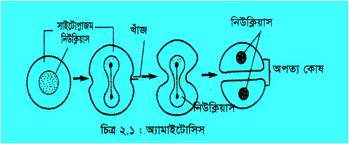 সাইটোপ্লাজম
নিউক্লিয়াস
খাঁজ
নিউক্লিয়াস
অপত্য কোষ
নিউক্লিয়াস
চিত্র ২.১ : অ্যামাইটোসিস